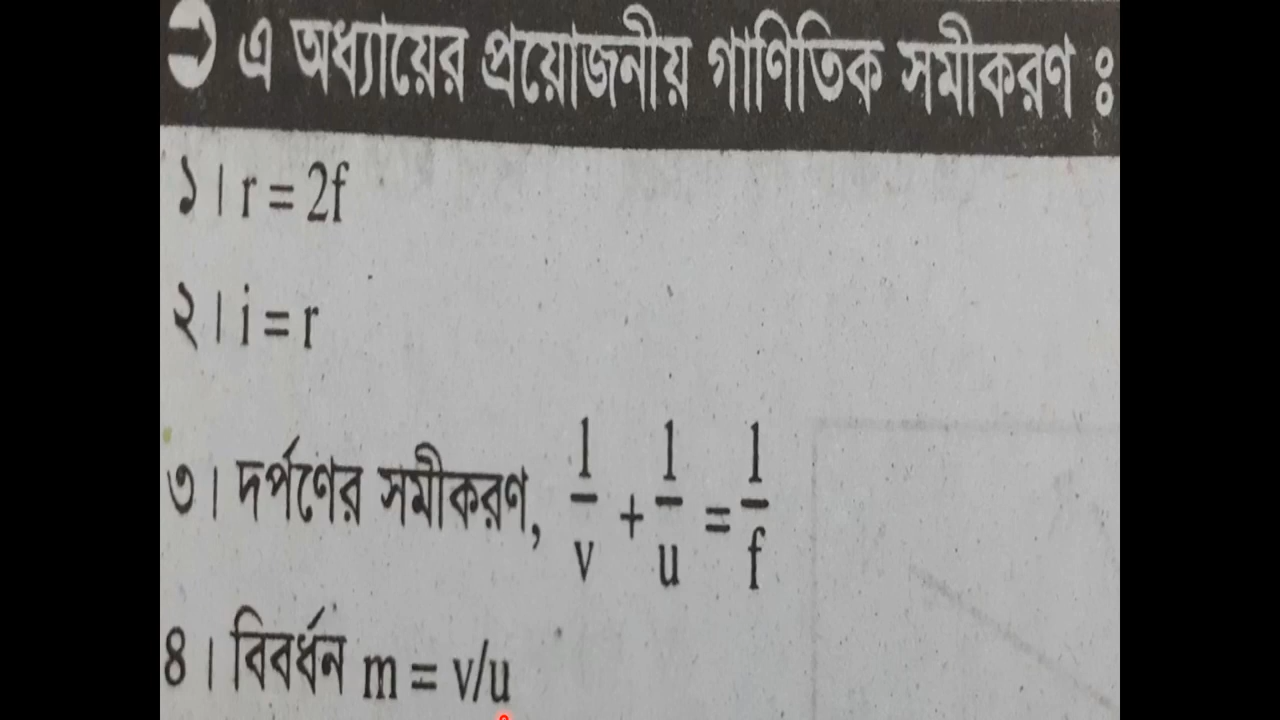 ➲ এ অধ্যায়ের প্রয়োজনীয় গাণিতিক সমীকরণ ঃ
১। r = 2f
২। i = r
৩। দর্পণের সমীকরণ, 1/v + 1/u = 1/f
৪। বিবর্ধন m = v/u